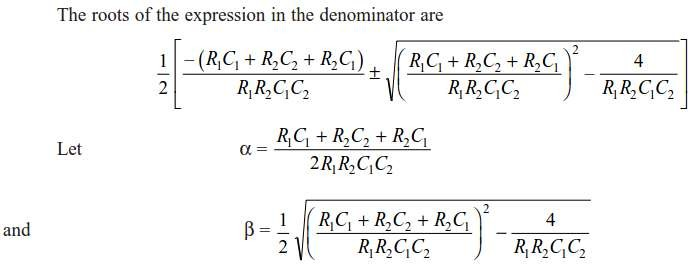 The roots of the expression in the denominator are
\frac{1}{2}\left[\frac{-(R_1C_1 + R_2C_2 + R_2C_1)}{R_1R_2C_1C_2} \pm \sqrt{\left(\frac{R_1C_1 + R_2C_2 + R_2C_1}{R_1R_2C_1C_2}\right)^2 - \frac{4}{R_1R_2C_1C_2}}\right]
Let \alpha = \frac{R_1C_1 + R_2C_2 + R_2C_1}{2R_1R_2C_1C_2}
and \beta = \frac{1}{2}\sqrt{\left(\frac{R_1C_1 + R_2C_2 + R_2C_1}{R_1R_2C_1C_2}\right)^2 - \frac{4}{R_1R_2C_1C_2}}